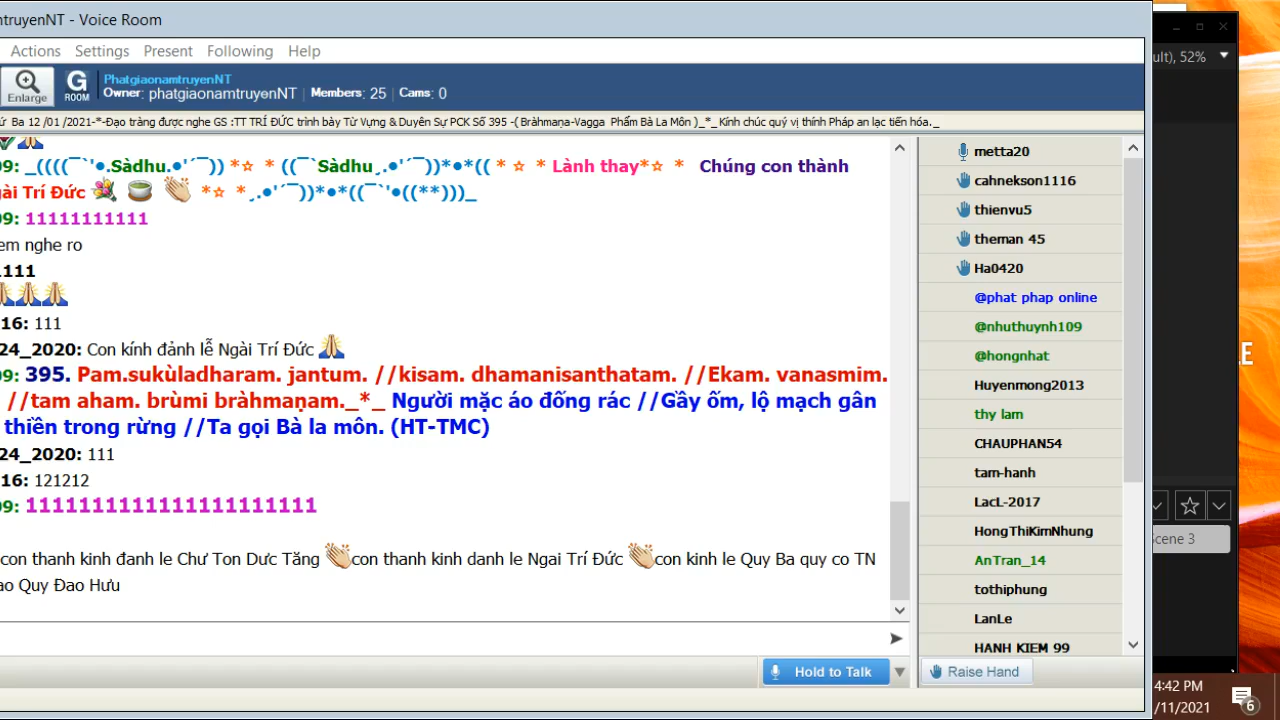 ntruyenNT - Voice Room
Actions Settings Present Following Help
Enlarge
G ROOM
PhatgiaonamtruyenNT
Owner: phatgiaonamtruyenNT | Members: 25 | Cams: 0
ứ Ba 12 /01 /2021-*-Đạo tràng được nghe GS :TT TRÍ ĐỨC trình bày Từ Vựng & Duyên Sự PCK Số 395 -( Bràhmaṇa-Vagga Phẩm Bà La Môn )_*_ Kính chúc quý vị thính Pháp an lạc tiến hóa._
09: _((((¯`'•.Sàdhu.•'´¯)) *☆ * ((¯`Sàdhu¸.•'´¯))*•*(( * ☆ * Lành thay*☆ * Chúng con thành
ài Trí Đức *☆ *¸.•'´¯))*•*((¯`'•((**)))_
09: 11111111111
em nghe ro
1111
16: 111
24_2020: Con kính đảnh lễ Ngài Trí Đức
09: 395. Pam.sukùladharam. jantum. //kisam. dhamanisanthatam. //Ekam. vanasmim.
//tam aham. brùmi bràhmaṇam._*_ Người mặc áo đống rác //Gầy ốm, lộ mạch gân
thiền trong rừng //Ta gọi Bà la môn. (HT-TMC)
24_2020: 111
16: 121212
09: 1111111111111111111111
con thanh kinh đanh le Chư Ton Dưc Tăng con thanh kinh danh le Ngai Trí Đức con kinh le Quy Ba quy co TN
ao Quy Đao Hưu
Hold to Talk
metta20
cahnekson1116
thienvu5
theman 45
Ha0420
@phat phap online
@nhuthuynh109
@hongnhat
Huyenmong2013
thy lam
CHAUPHAN54
tam-hanh
LacL-2017
HongThiKimNhung
AnTran_14
tothiphung
LanLe
HANH KIEM 99
Raise Hand
ult), 52%
LE
cene 3
4:42 PM
/11/2021
6